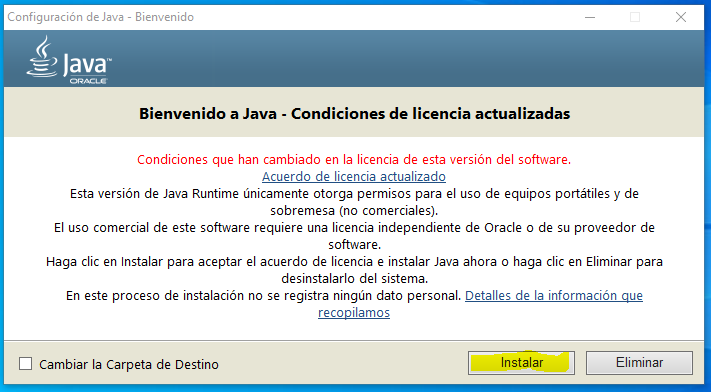 Configuración de Java - Bienvenido
Java™
ORACLE
Bienvenido a Java - Condiciones de licencia actualizadas
Condiciones que han cambiado en la licencia de esta versión del software.
Acuerdo de licencia actualizado
Esta versión de Java Runtime únicamente otorga permisos para el uso de equipos portátiles y de
sobremesa (no comerciales).
El uso comercial de este software requiere una licencia independiente de Oracle o de su proveedor de
software.
Haga clic en Instalar para aceptar el acuerdo de licencia e instalar Java ahora o haga clic en Eliminar para
desinstalarlo del sistema.
En este proceso de instalación no se registra ningún dato personal. Detalles de la información que
recopilamos
Cambiar la Carpeta de Destino
Instalar
Eliminar